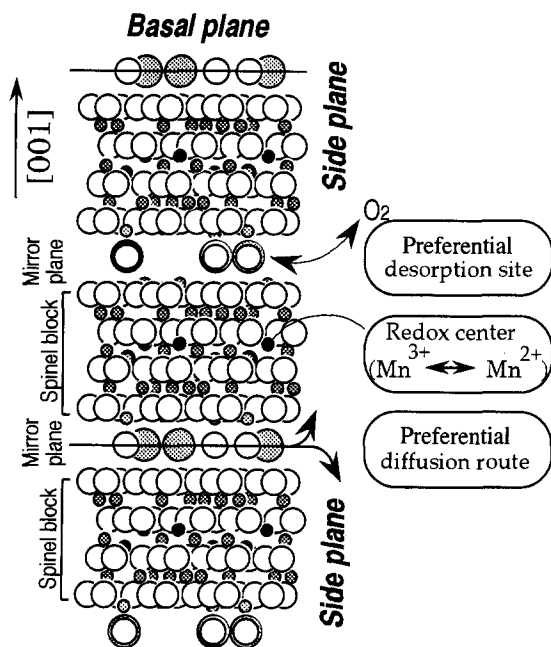 Basal plane
Side plane
[001]
O2
Preferential
desorption site
Mirror
plane
Spinel block
Redox center
(Mn3+ ↔ Mn2+)
Mirror
plane
Preferential
diffusion route
Spinel block
Side plane